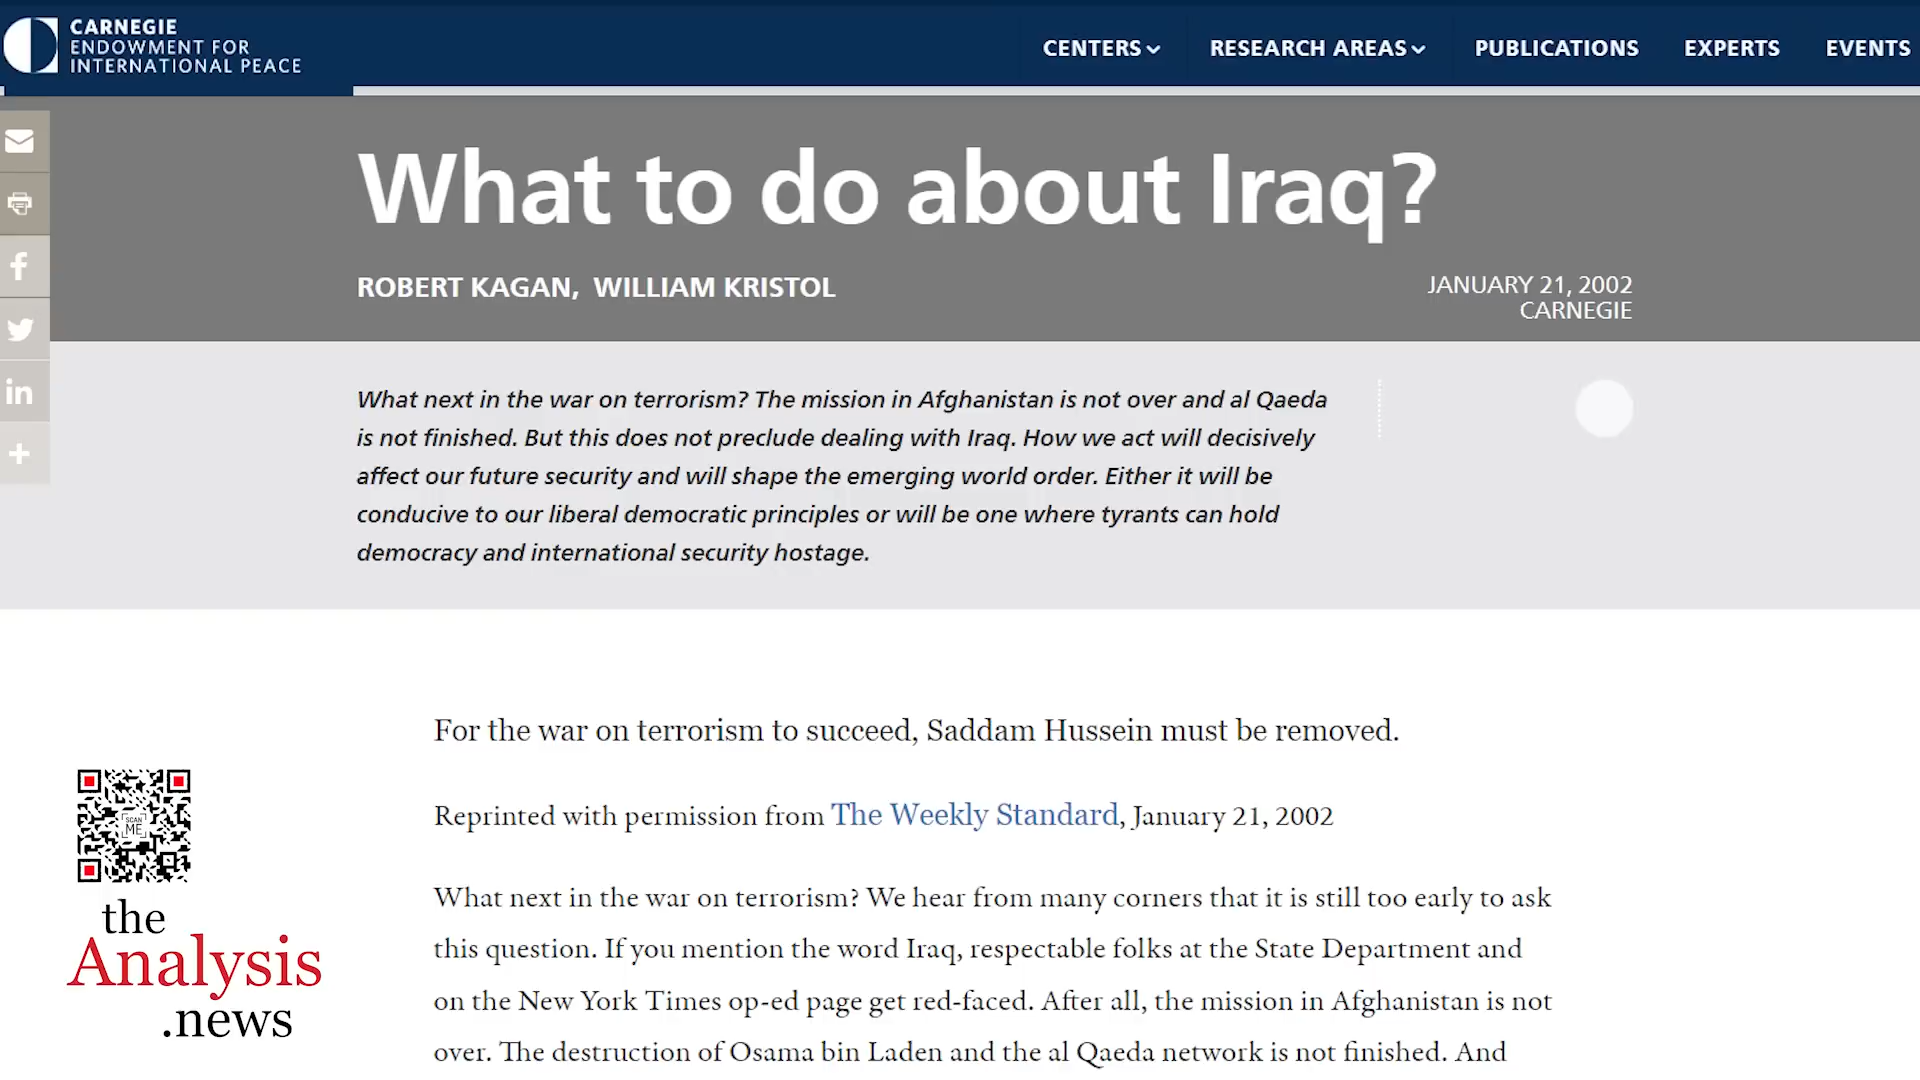 CARNEGIE
ENDOWMENT FOR
INTERNATIONAL PEACE
CENTERS RESEARCH AREAS PUBLICATIONS EXPERTS EVENTS
What to do about Iraq?
ROBERT KAGAN, WILLIAM KRISTOL
JANUARY 21, 2002
CARNEGIE
What next in the war on terrorism? The mission in Afghanistan is not over and al Qaeda
is not finished. But this does not preclude dealing with Iraq. How we act will decisively
affect our future security and will shape the emerging world order. Either it will be
conducive to our liberal democratic principles or will be one where tyrants can hold
democracy and international security hostage.
For the war on terrorism to succeed, Saddam Hussein must be removed.
Reprinted with permission from The Weekly Standard, January 21, 2002
What next in the war on terrorism? We hear from many corners that it is still too early to ask
this question. If you mention the word Iraq, respectable folks at the State Department and
on the New York Times op-ed page get red-faced. After all, the mission in Afghanistan is not
over. The destruction of Osama bin Laden and the al Qaeda network is not finished. And
SCAN
ME
the
Analysis
.news